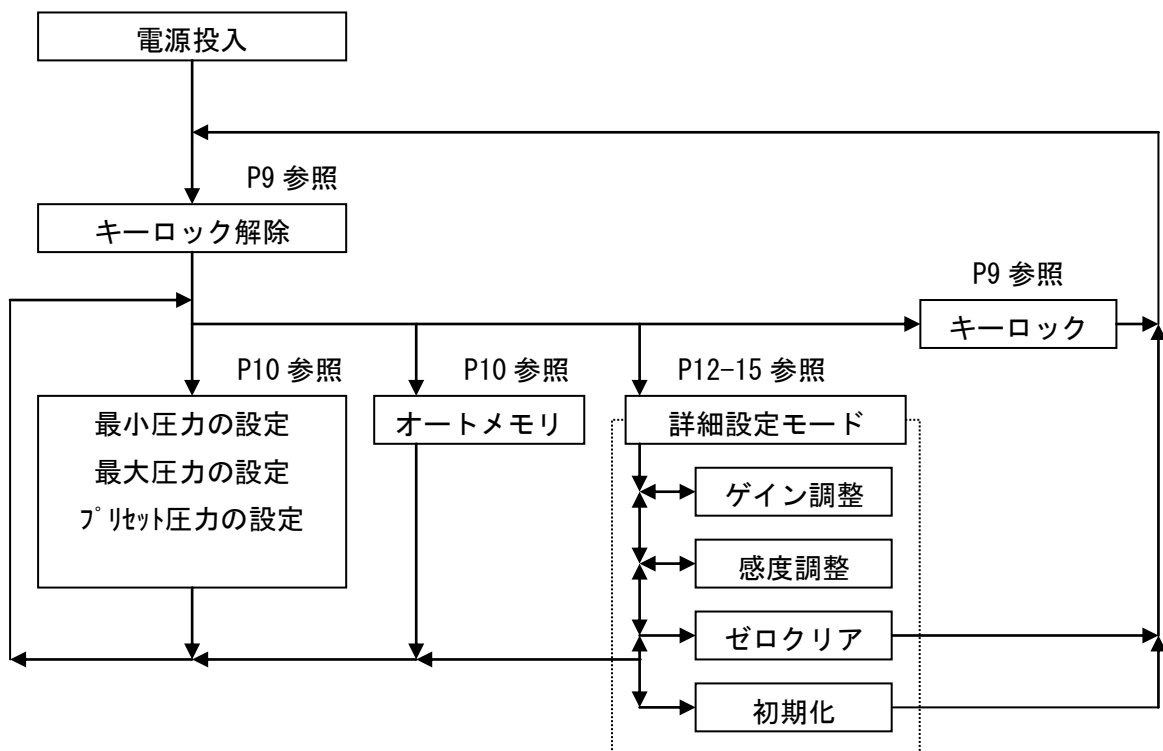 電源投入
P9 参照
キーロック解除
P9 参照
キーロック
P10 参照
最小圧力の設定
最大圧力の設定
プリセット圧力の設定
P10 参照
オートメモリ
P12-15 参照
詳細設定モード
ゲイン調整
感度調整
ゼロクリア
初期化